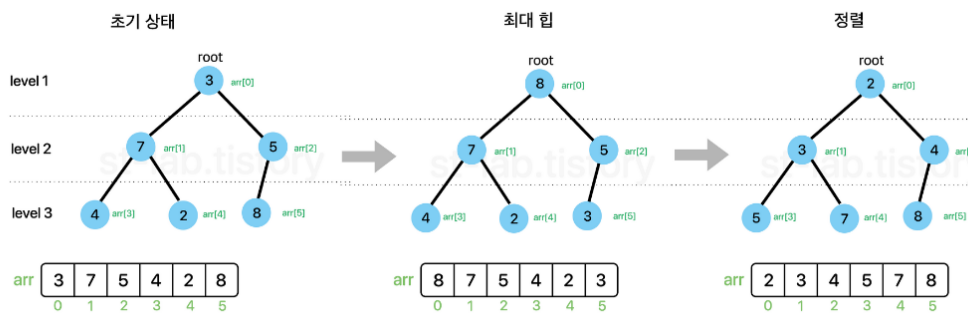 초기 상태
최대 힙
정렬
root
root
root
level 1
3 arr[0]
8 arr[0]
2 arr[0]
level 2
7 arr[1] 5 arr[2]
7 arr[1] 5 arr[2]
3 arr[1] 4
level 3
4 arr[3] 2 arr[4] 8 arr[5]
4 arr[3] 2 arr[4] 3 arr[5]
5 arr[3] 7 arr[4] 8 arr[5]
arr 3 7 5 4 2 8
0 1 2 3 4 5
arr 8 7 5 4 2 3
0 1 2 3 4 5
arr 2 3 4 5 7 8
0 1 2 3 4 5